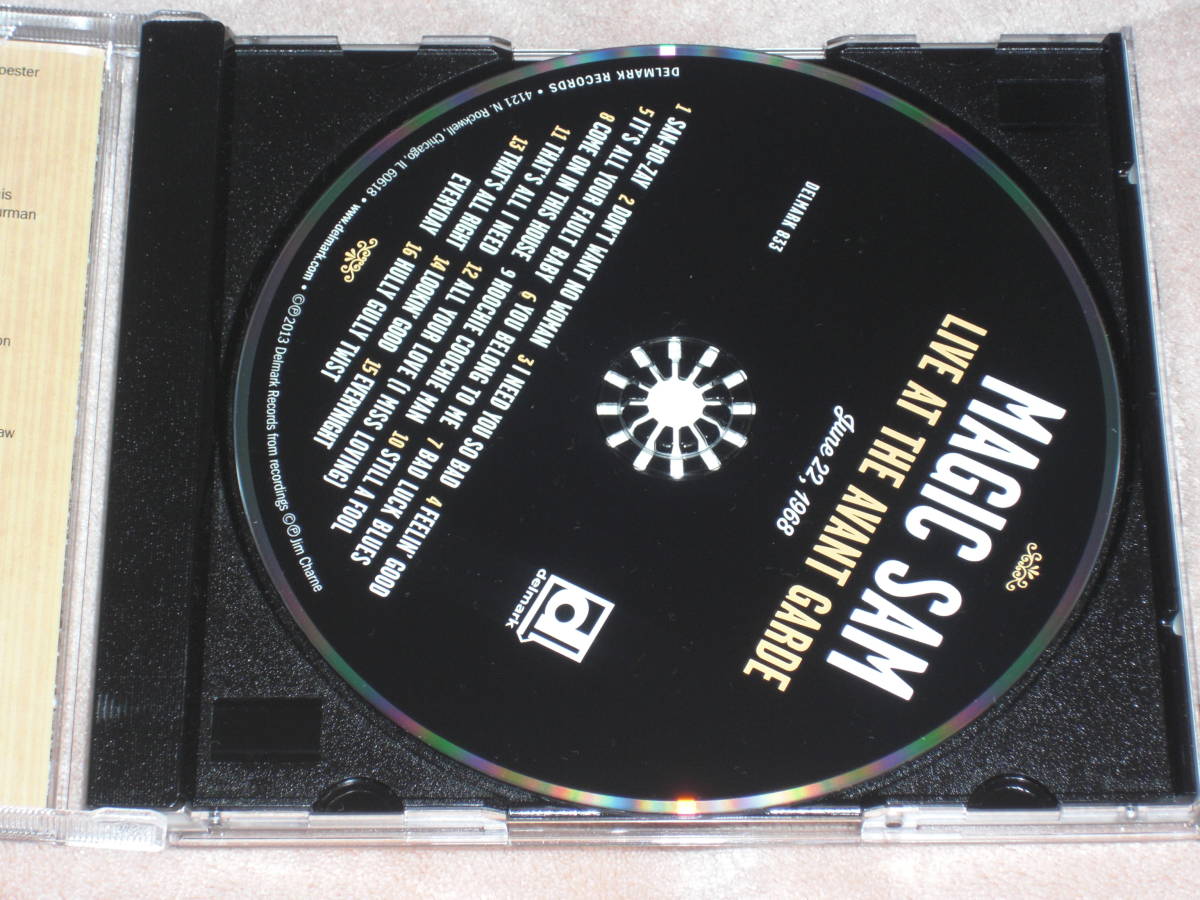 MAGIC SAM
LIVE AT THE AVANT GARDE
June 22, 1968
DELMARK 833
delmark
1 SAN-HO-ZAY 2 DON'T WANT NO WOMAN 3 I NEED YOU SO BAD 4 FEELIN' GOOD
5 IT'S ALL YOUR FAULT BABY 6 YOU BELONG TO ME 7 BAD LUCK BLUES
8 COME ON IN THIS HOUSE 9 HOOCHIE COOCHIE MAN 10 STILL A FOOL
11 THAT'S ALL I NEED 12 ALL YOUR LOVE (I MISS LOVING)
13 THAT'S ALL RIGHT 14 LOOKIN' GOOD 15 EVERYNIGHT
EVERYDAY 16 HULLY GULLY TWIST
DELMARK RECORDS • 4121 N. Rockwell, Chicago, IL 60618 • www.delmark.com • ©℗2013 Delmark Records from recordings ©℗Jim Charne